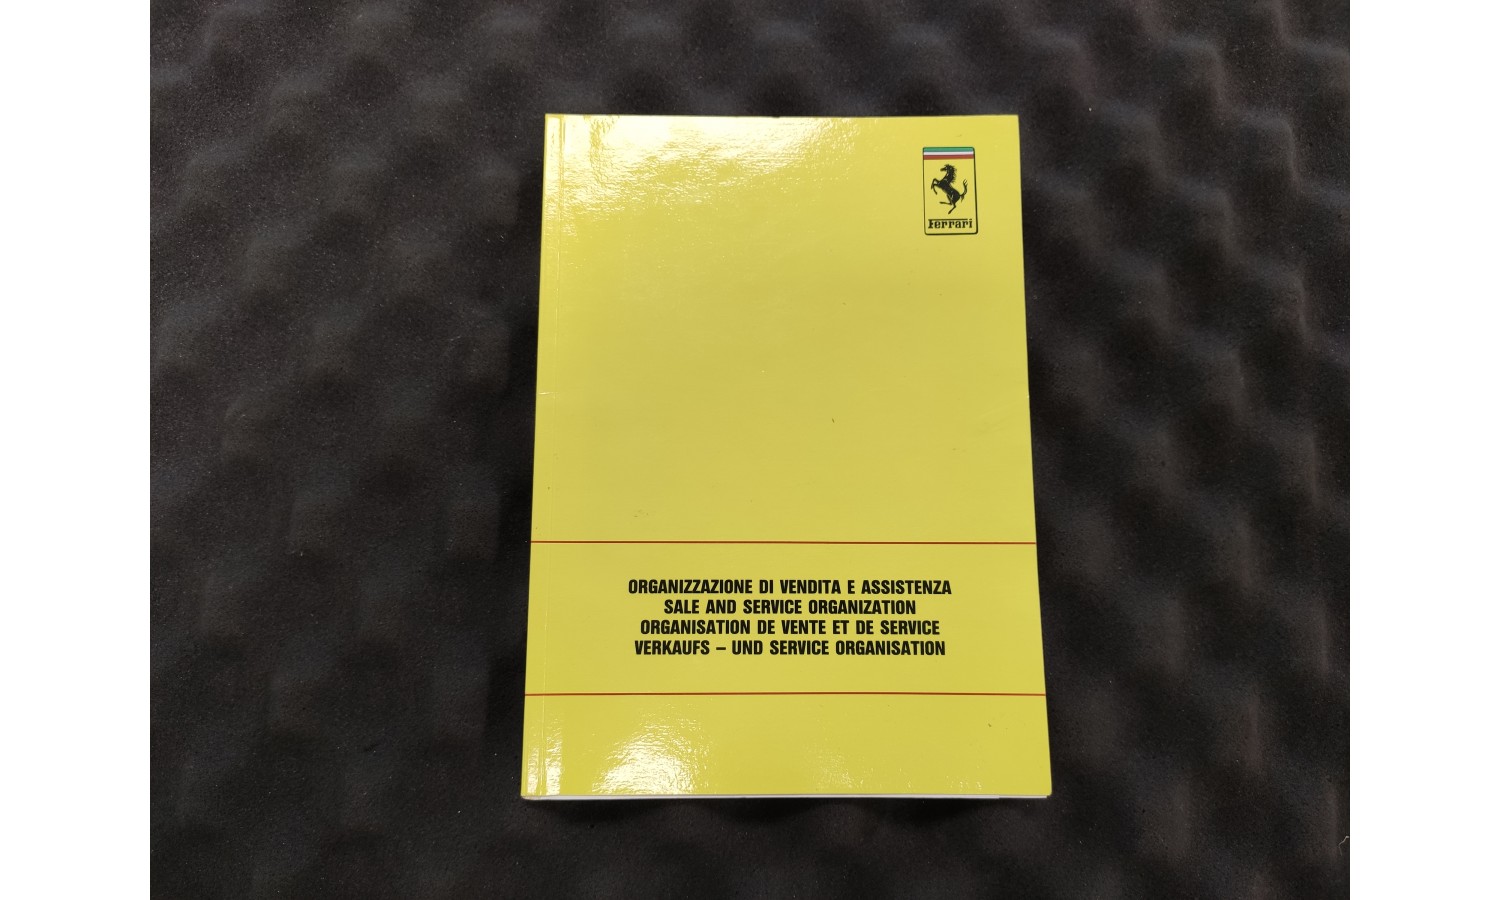 Ferrari
ORGANIZZAZIONE DI VENDITA E ASSISTENZA
SALE AND SERVICE ORGANIZATION
ORGANISATION DE VENTE ET DE SERVICE
VERKAUFS – UND SERVICE ORGANISATION